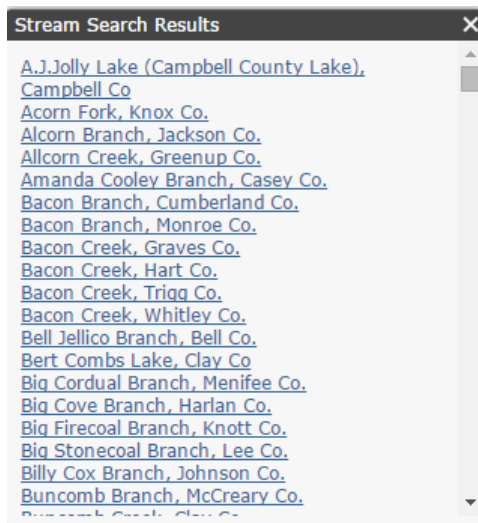 Stream Search Results
A.J.Jolly Lake (Campbell County Lake),
Campbell Co
Acorn Fork, Knox Co.
Alcorn Branch, Jackson Co.
Allcorn Creek, Greenup Co.
Amanda Cooley Branch, Casey Co.
Bacon Branch, Cumberland Co.
Bacon Branch, Monroe Co.
Bacon Creek, Graves Co.
Bacon Creek, Hart Co.
Bacon Creek, Trigg Co.
Bacon Creek, Whitley Co.
Bell Jellico Branch, Bell Co.
Bert Combs Lake, Clay Co
Big Cordual Branch, Menifee Co.
Big Cove Branch, Harlan Co.
Big Firecoal Branch, Knott Co.
Big Stonecoal Branch, Lee Co.
Billy Cox Branch, Johnson Co.
Buncomb Branch, McCreary Co.
Buncomb Creek, Clay Co.